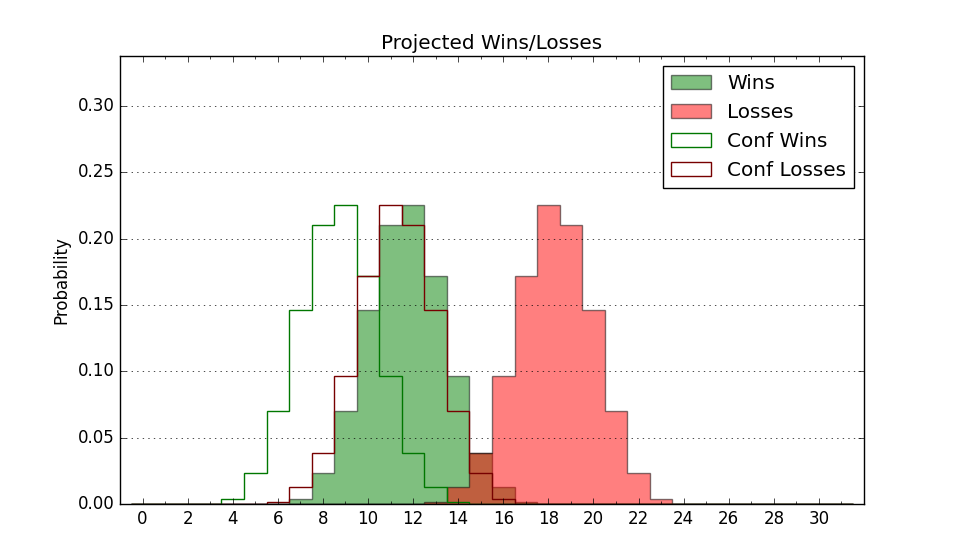 Projected Wins/Losses
Wins
Losses
Conf Wins
Conf Losses
Probability
0.30
0.25
0.20
0.15
0.10
0.05
0.00
0 2 4 6 8 10 12 14 16 18 20 22 24 26 28 30